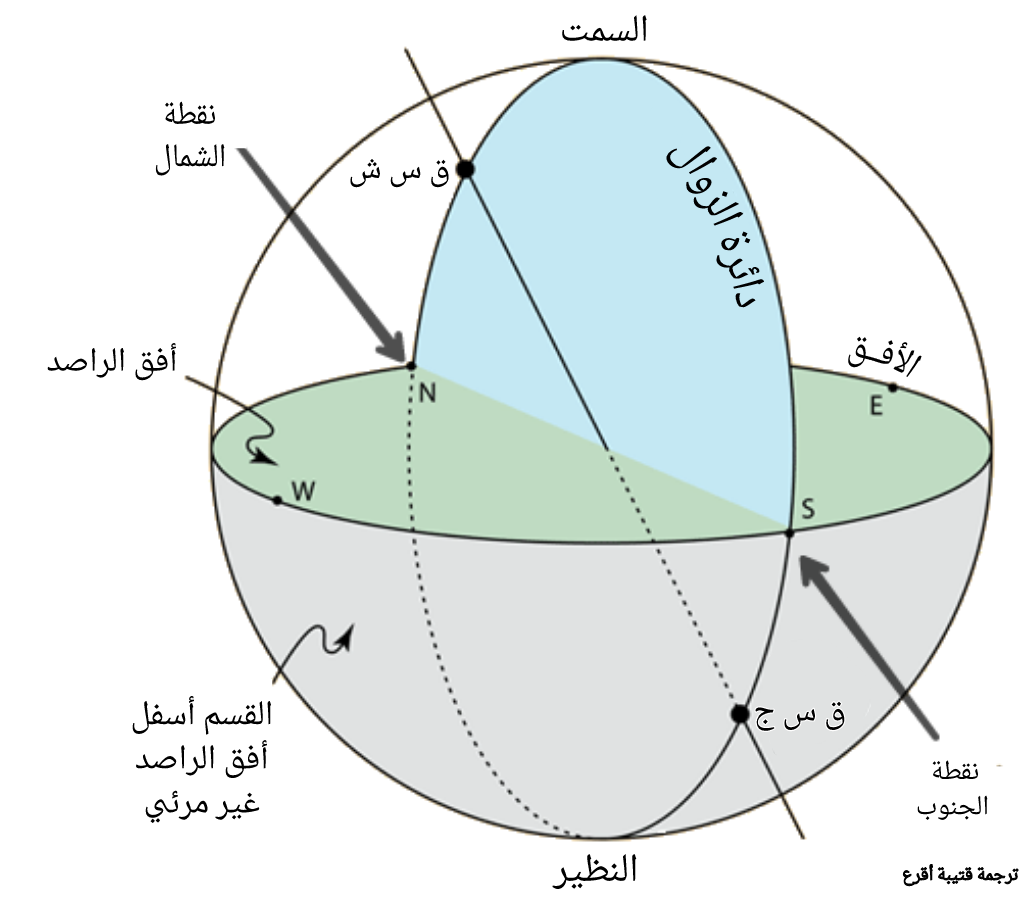 السمت
نقطة
الشمال
ق س ش
دائرة الزوال
أفق الراصد
الأفـق
N
E
W
S
القسم أسفل
أفق الراصد
غير مرئي
ق س ج
نقطة
الجنوب
النظير
ترجمة قتيبة أقرع